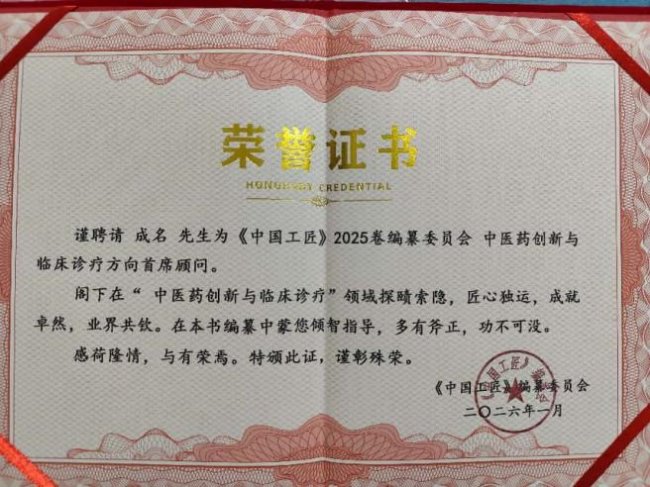 荣誉证书
HONORARY CREDENTIAL
谨聘请 成名 先生为《中国工匠》2025卷编纂委员会 中医药创新与
临床诊疗方向首席顾问。
阁下在“ 中医药创新与临床诊疗”领域探赜索隐，匠心独运，成就
卓然，业界共钦。在本书编纂中蒙您倾智指导，多有斧正，功不可没。
感荷隆情，与有荣焉。特颁此证，谨彰殊荣。
《中国工匠》编纂委员会
二〇二六年一月